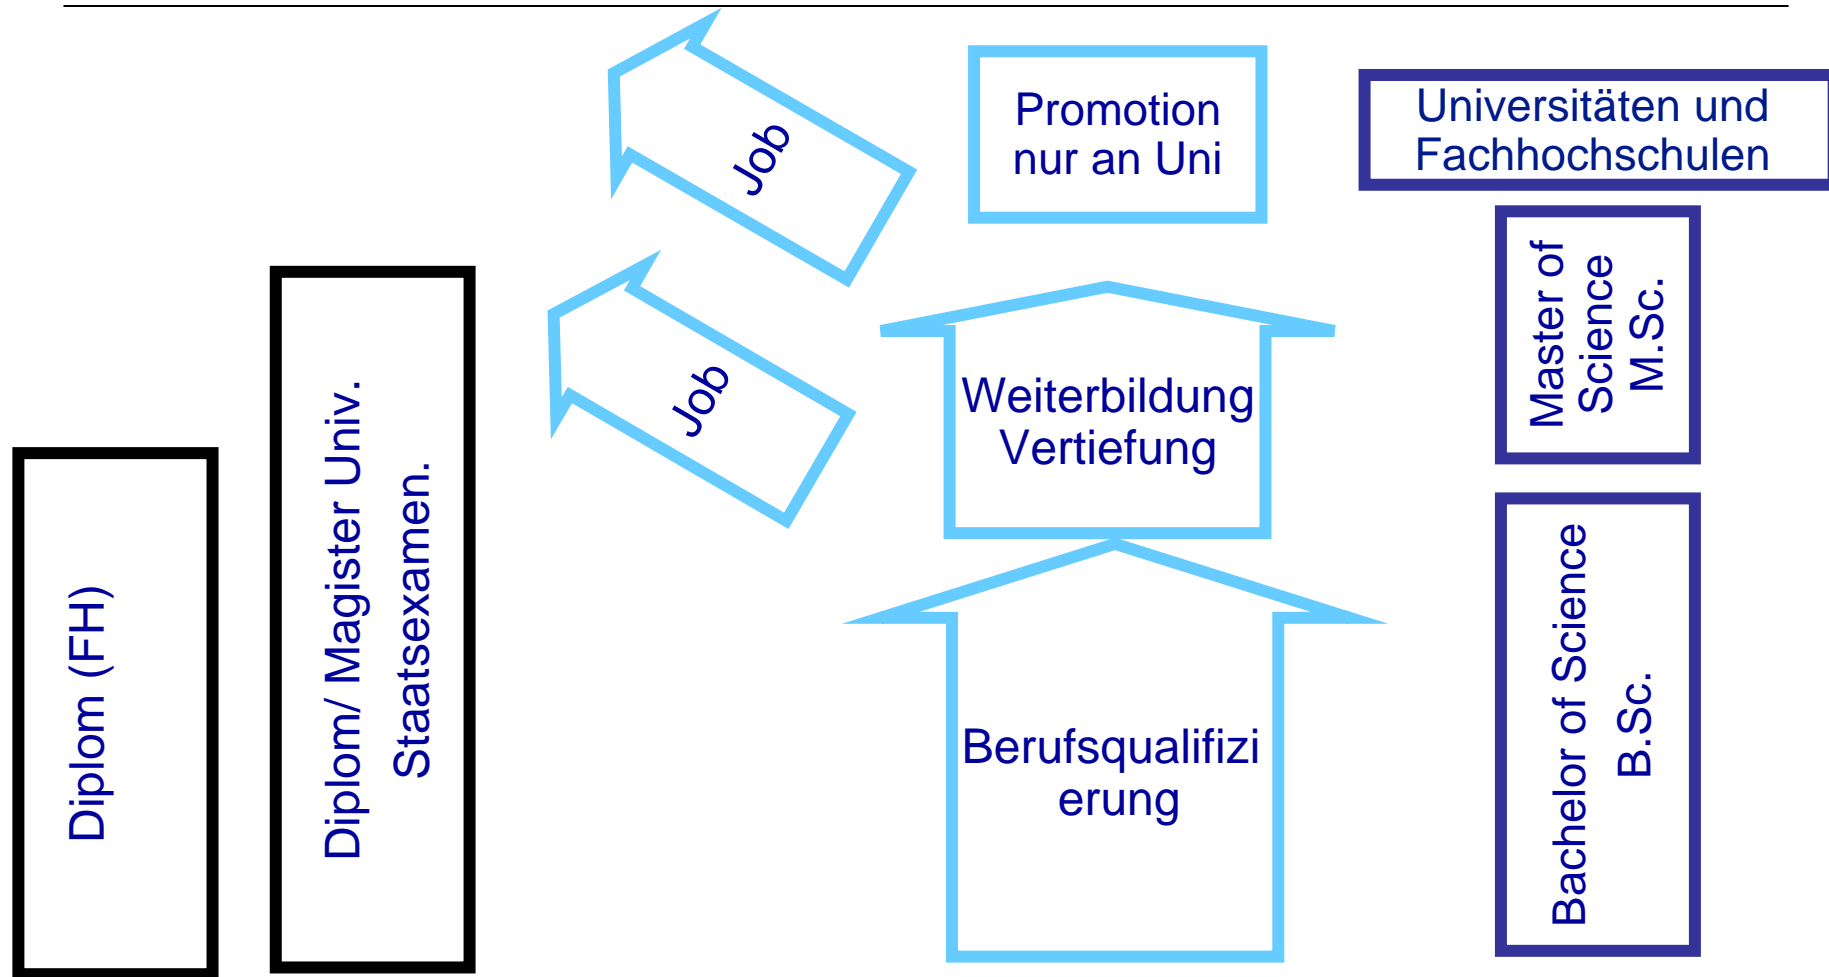 Job
Promotion
nur an Uni
Universitäten und
Fachhochschulen
Job
Weiterbildung
Vertiefung
Master of
Science
M.Sc.
Diplom (FH)
Diplom/ Magister Univ.
Staatsexamen.
Berufsqualifizi
erung
Bachelor of Science
B.Sc.